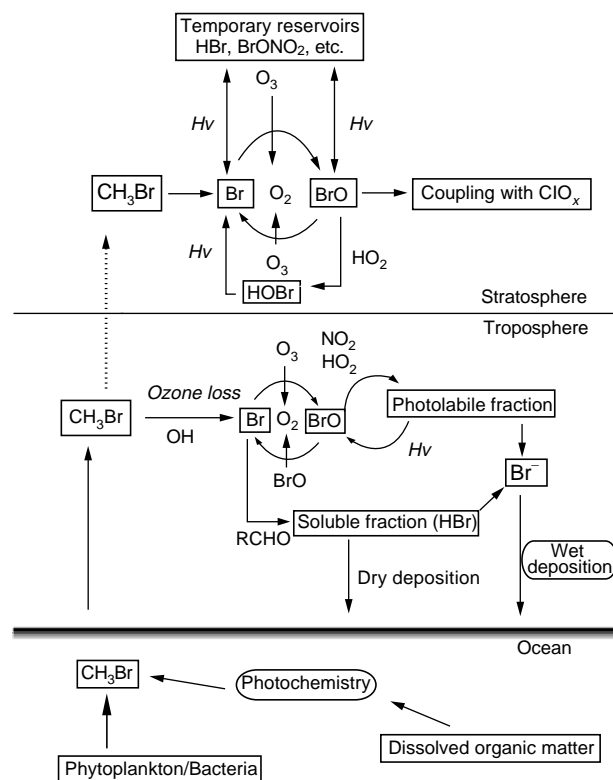 Temporary reservoirs
HBr, BrONO₂, etc.
O₃
Hv
Hv
CH₃Br
Br
O₂
BrO
Coupling with ClOₓ
Hv
O₃
HO₂
HOBr
Stratosphere
Troposphere
NO₂
HO₂
O₃
Ozone loss
CH₃Br
OH
Br
O₂
BrO
Photolabile fraction
Hv
BrO
Br⁻
Soluble fraction (HBr)
RCHO
Wet
deposition
Dry deposition
Ocean
CH₃Br
Photochemistry
Dissolved organic matter
Phytoplankton/Bacteria